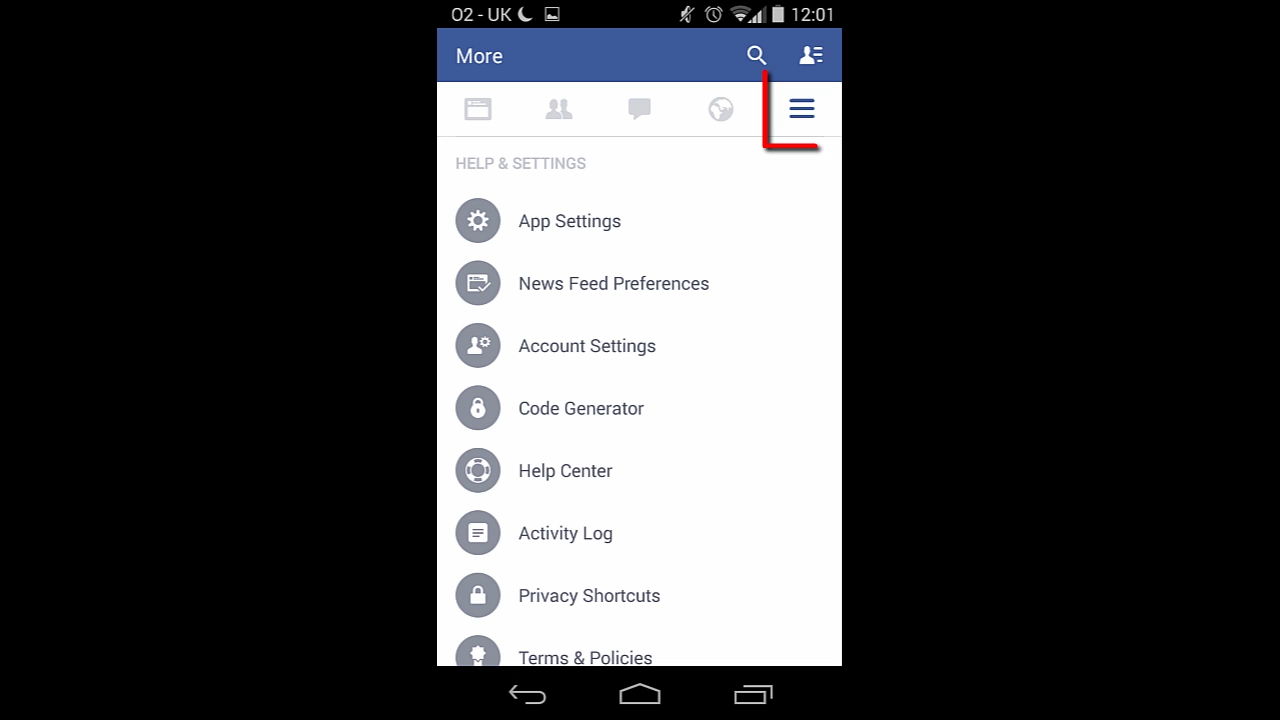 O2 - UK 12:01
More
HELP & SETTINGS
App Settings
News Feed Preferences
Account Settings
Code Generator
Help Center
Activity Log
Privacy Shortcuts
Terms & Policies